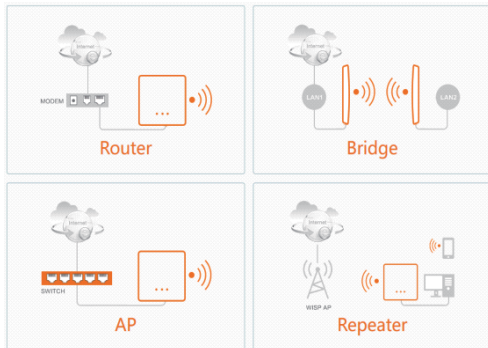 Internet
MODEM
Router
Internet
LAN1
LAN2
Bridge
Internet
SWITCH
AP
Internet
WISP AP
Repeater